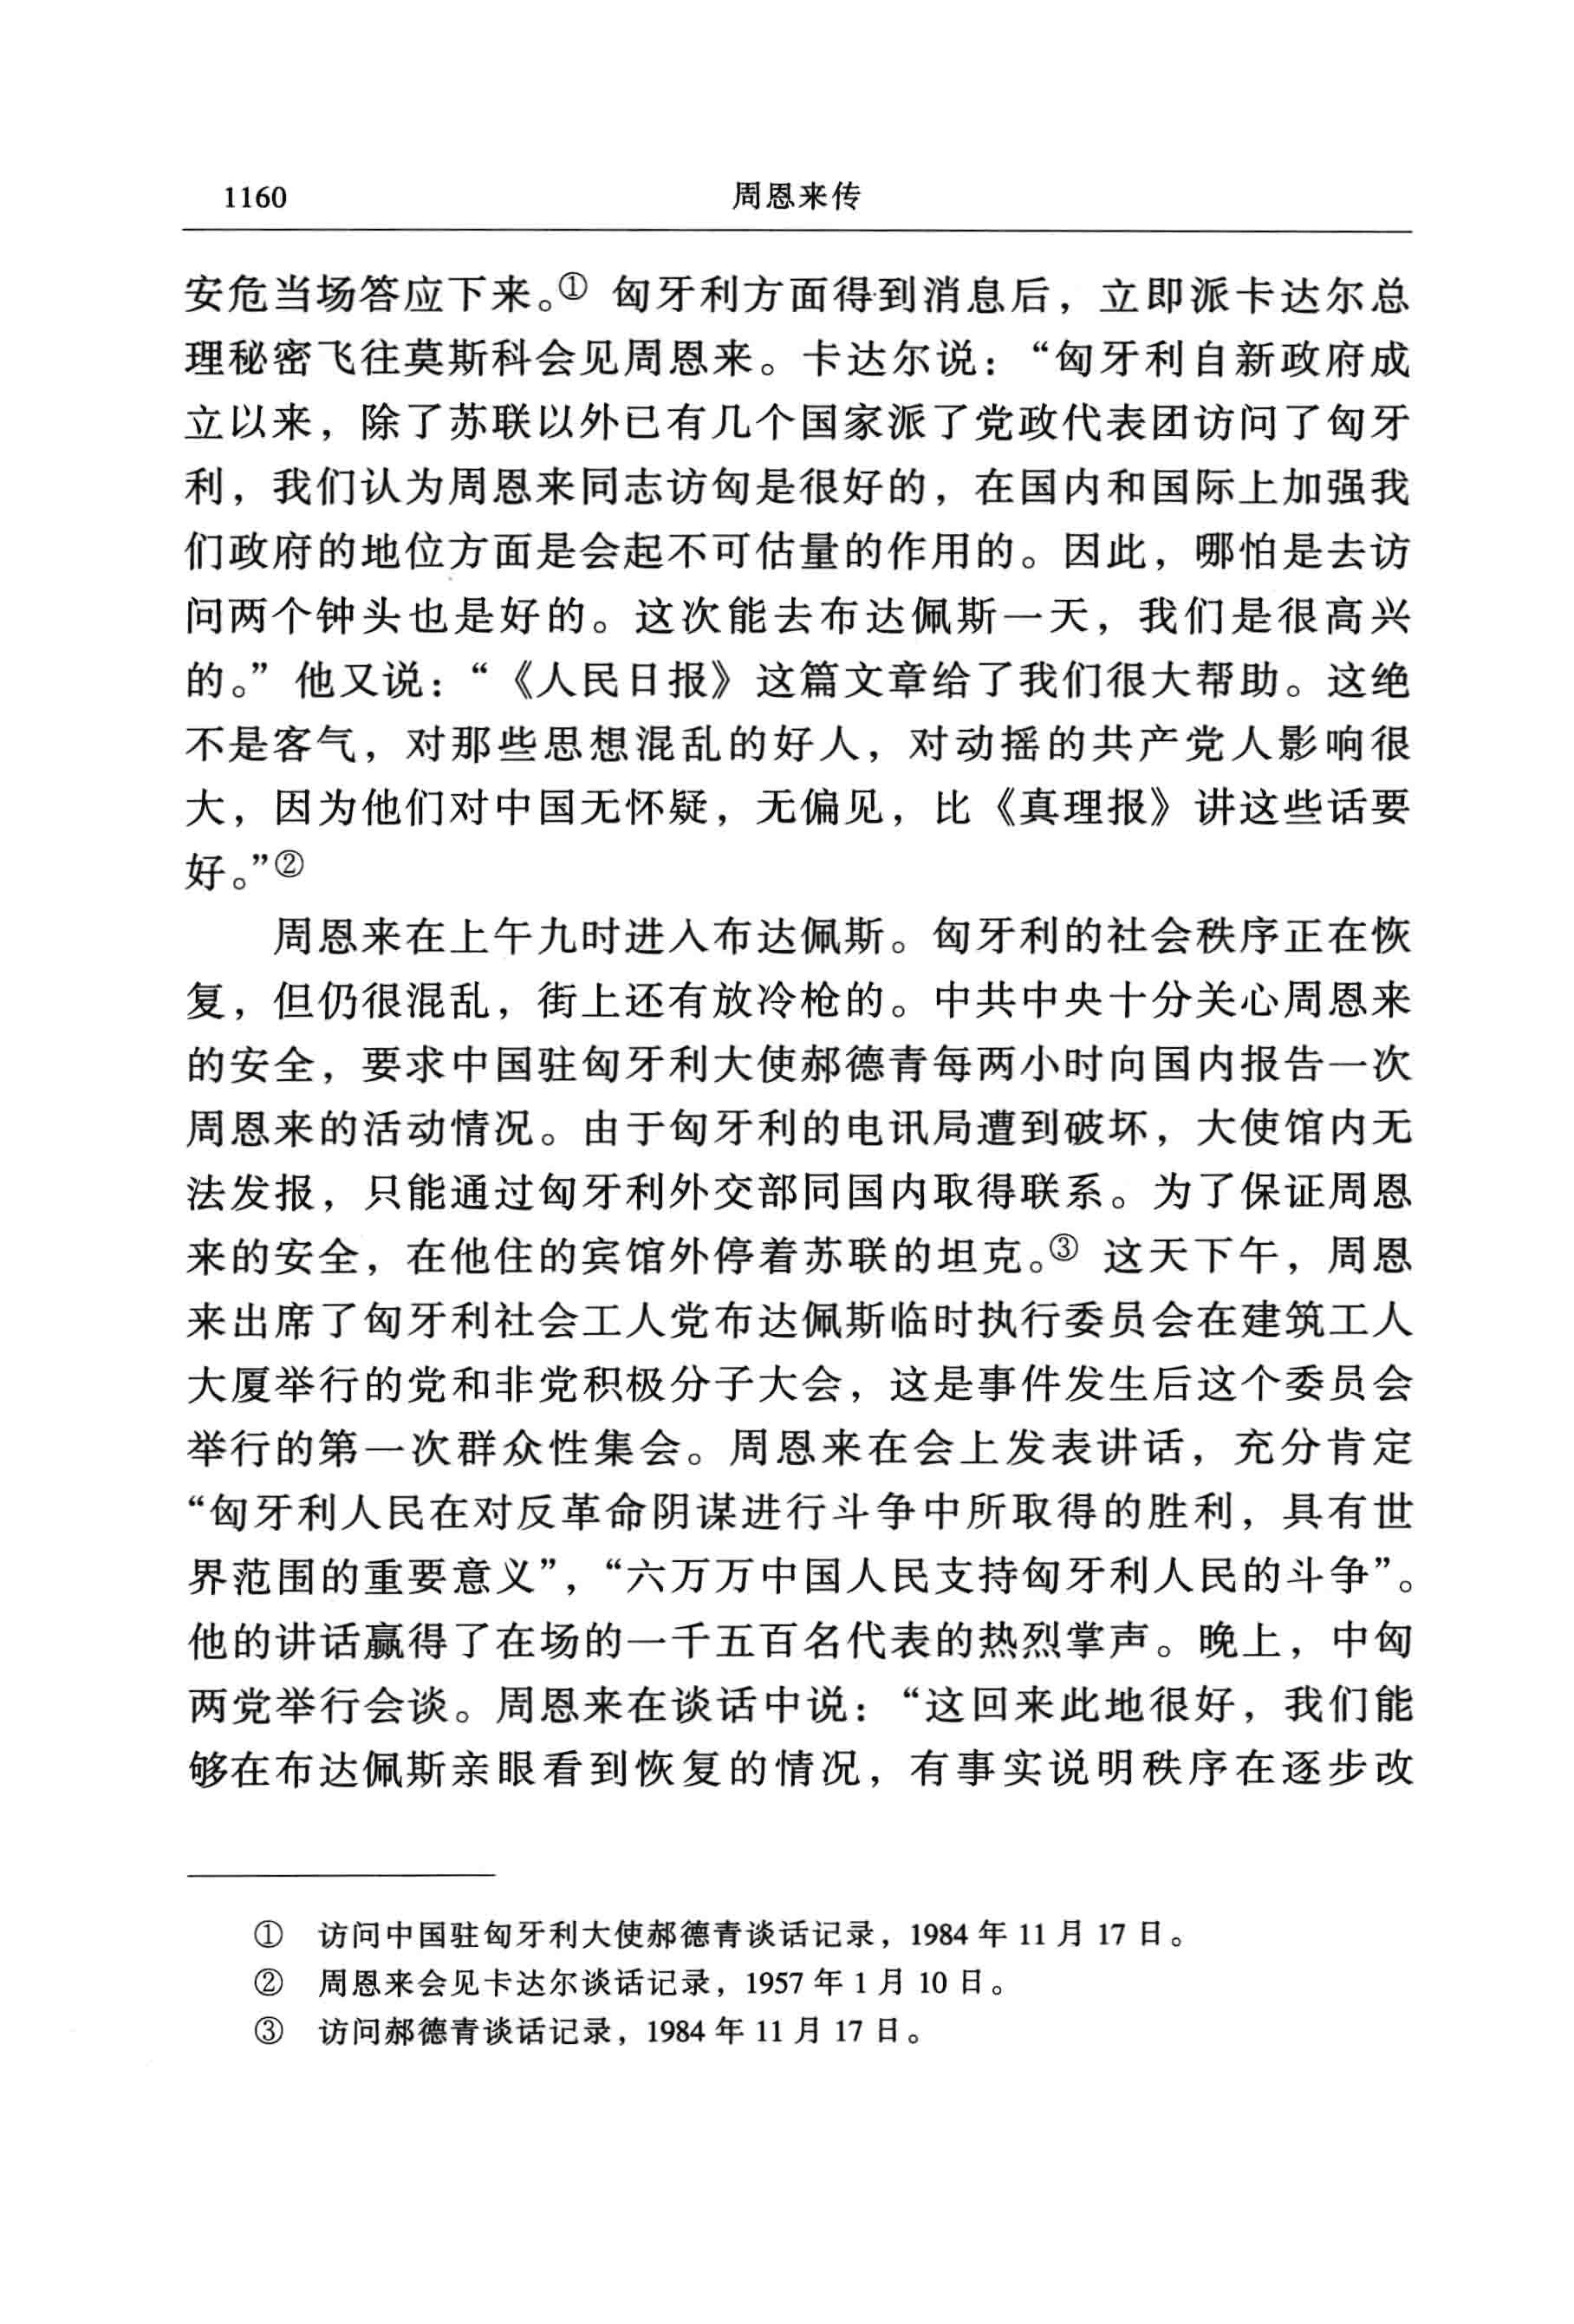 1160 周恩来传
安危当场答应下来。① 匈牙利方面得到消息后，立即派卡达尔总
理秘密飞往莫斯科会见周恩来。卡达尔说：“匈牙利自新政府成
立以来，除了苏联以外已有几个国家派了党政代表团访问了匈牙
利，我们认为周恩来同志访匈是很好的，在国内和国际上加强我
们政府的地位方面是会起不可估量的作用的。因此，哪怕是去访
问两个钟头也是好的。这次能去布达佩斯一天，我们是很高兴
的。”他又说：“《人民日报》这篇文章给了我们很大帮助。这绝
不是客气，对那些思想混乱的好人，对动摇的共产党人影响很
大，因为他们对中国无怀疑，无偏见，比《真理报》讲这些话要
好。”②
周恩来在上午九时进入布达佩斯。匈牙利的社会秩序正在恢
复，但仍很混乱，街上还有放冷枪的。中共中央十分关心周恩来
的安全，要求中国驻匈牙利大使郝德青每两小时向国内报告一次
周恩来的活动情况。由于匈牙利的电讯局遭到破坏，大使馆内无
法发报，只能通过匈牙利外交部同国内取得联系。为了保证周恩
来的安全，在他住的宾馆外停着苏联的坦克。③ 这天下午，周恩
来出席了匈牙利社会工人党布达佩斯临时执行委员会在建筑工人
大厦举行的党和非党积极分子大会，这是事件发生后这个委员会
举行的第一次群众性集会。周恩来在会上发表讲话，充分肯定
“匈牙利人民在对反革命阴谋进行斗争中所取得的胜利，具有世
界范围的重要意义”，“六万万中国人民支持匈牙利人民的斗争”。
他的讲话赢得了在场的一千五百名代表的热烈掌声。晚上，中匈
两党举行会谈。周恩来在谈话中说：“这回来此地很好，我们能
够在布达佩斯亲眼看到恢复的情况，有事实说明秩序在逐步改
① 访问中国驻匈牙利大使郝德青谈话记录，1984 年 11 月 17 日。
② 周恩来会见卡达尔谈话记录，1957 年 1 月 10 日。
③ 访问郝德青谈话记录，1984 年 11 月 17 日。